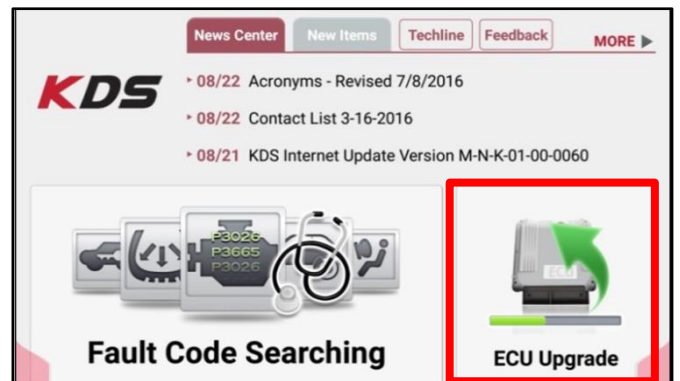 News Center New Items Techline Feedback MORE ▶
KDS
08/22 Acronyms - Revised 7/8/2016
08/22 Contact List 3-16-2016
08/21 KDS Internet Update Version M-N-K-01-00-0060
P3026
P3665
P3026
ECU
Fault Code Searching
ECU Upgrade